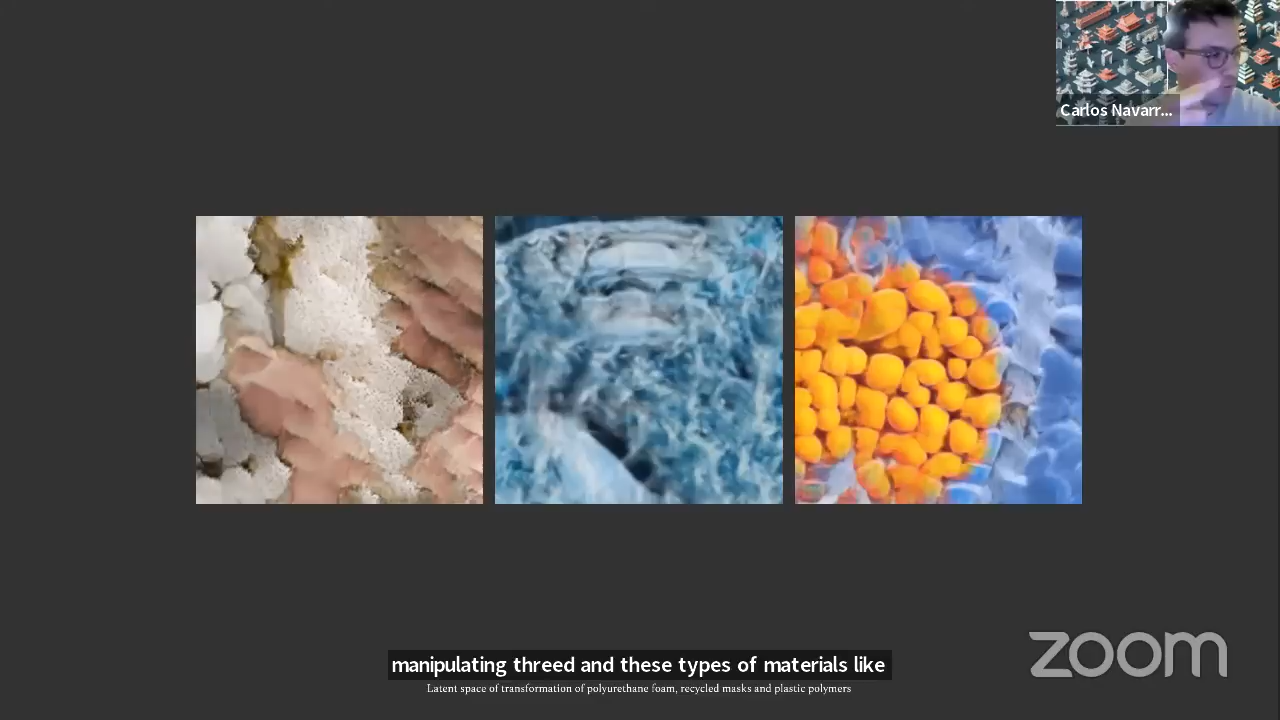 Carlos Navarr...
manipulating threed and these types of materials like
Latent space of transformation of polyurethane foam, recycled masks and plastic polymers
zoom